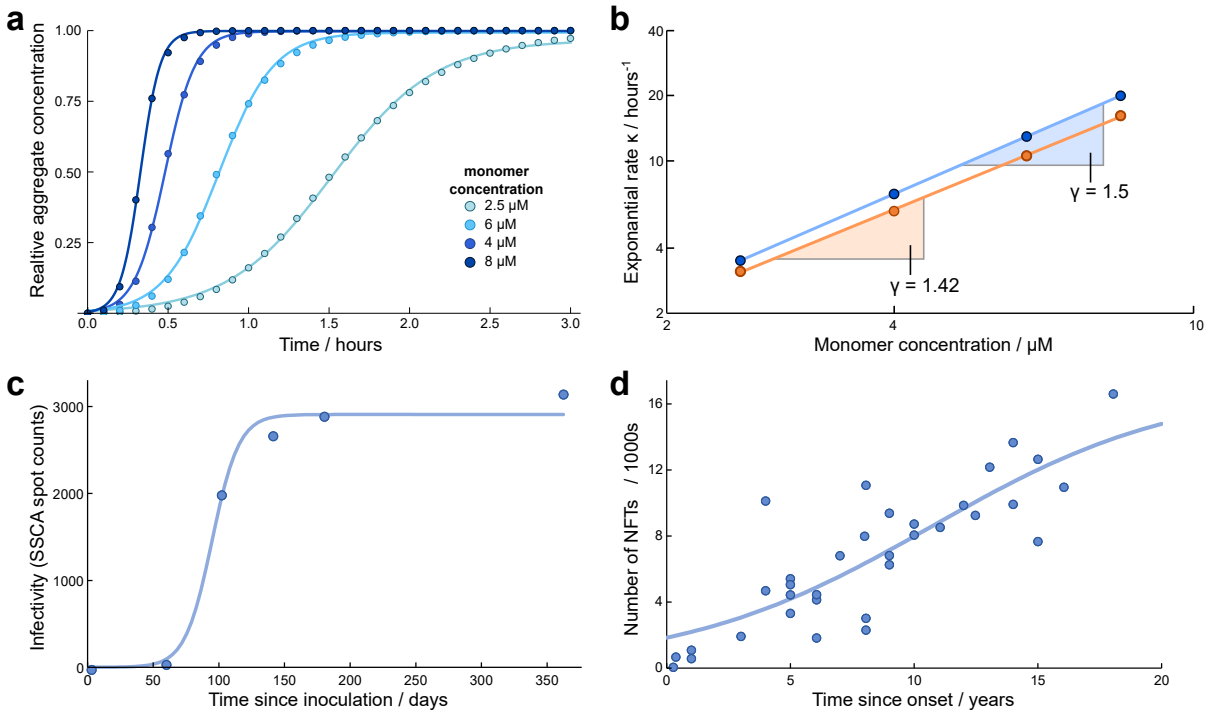 a
Realtive aggregate concentration
1.00
0.75
0.50
0.25
0.0
0.5
1.0
1.5
2.0
2.5
3.0
Time / hours
monomer
concentration
2.5 µM
6 µM
4 µM
8 µM
b
Exponantial rate κ / hours-1
40
20
10
4
2
2
4
10
Monomer concentration / µM
γ = 1.5
γ = 1.42
c
Infectivity (SSCA spot counts)
3000
2000
1000
0
0
50
100
150
200
250
300
350
Time since inoculation / days
d
Number of NFTs / 1000s
16
12
8
4
0
0
5
10
15
20
Time since onset / years